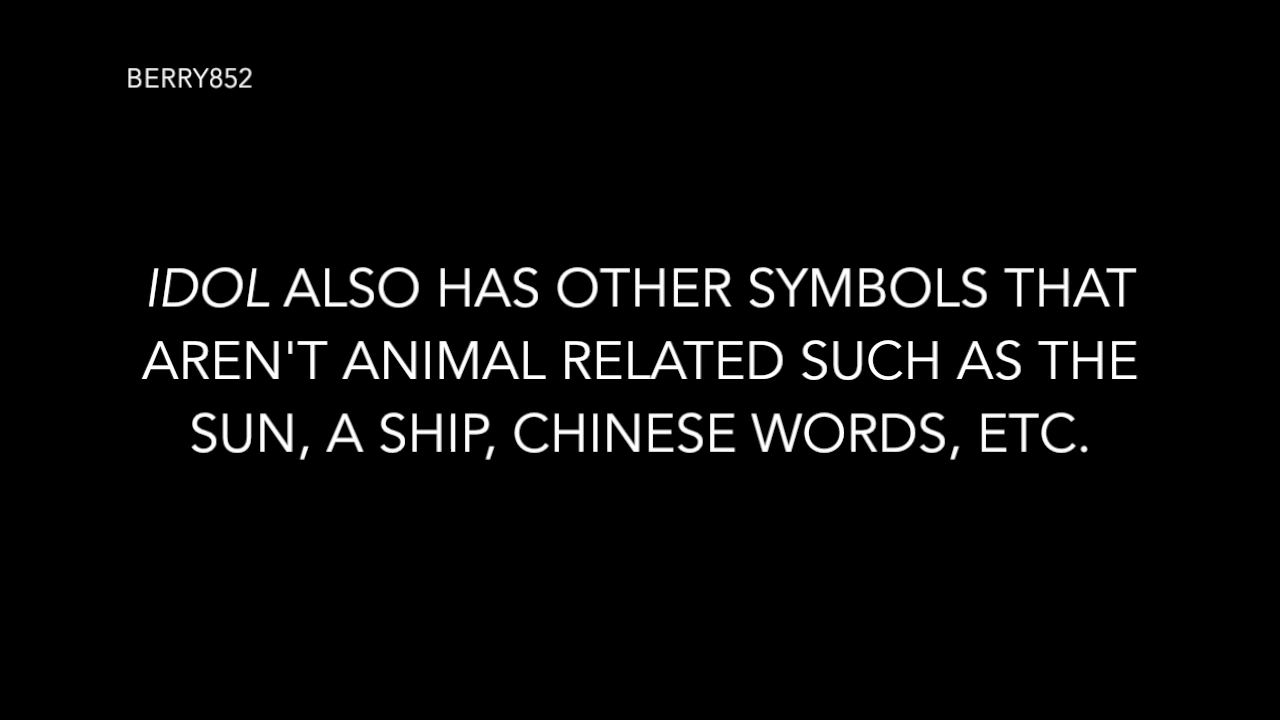 BERRY852
IDOL ALSO HAS OTHER SYMBOLS THAT
AREN'T ANIMAL RELATED SUCH AS THE
SUN, A SHIP, CHINESE WORDS, ETC.